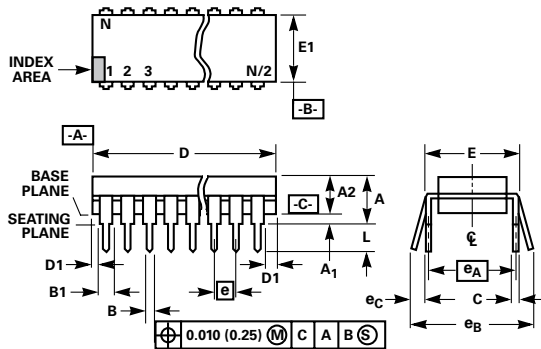 N
INDEX
AREA
1 2 3 N/2
E1
-B-
-A-
D
E
BASE
PLANE
A2
A
-C-
SEATING
PLANE
L
C
L
D1
A1
D1
B1
e
eA
B
eC
C
eB
0.010 (0.25) M C A B S